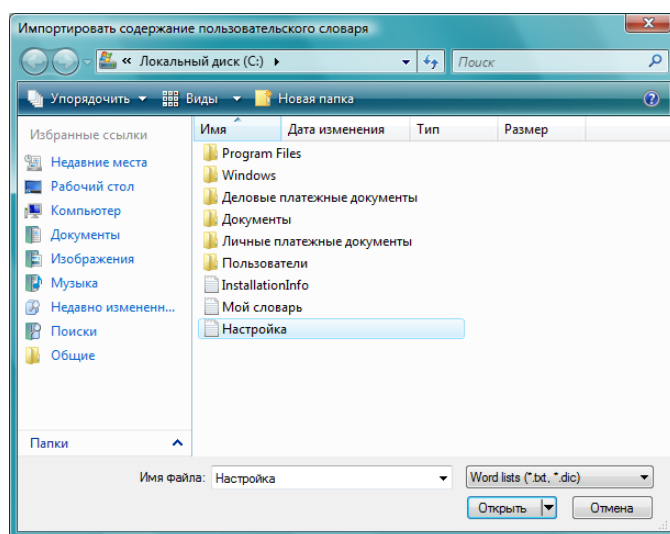 Импортировать содержание пользовательского словаря
« Локальный диск (C:)
Поиск
Упорядочить
Виды
Новая папка
Избранные ссылки
Недавние места
Рабочий стол
Компьютер
Документы
Изображения
Музыка
Недавно измененн...
Поиски
Общие
Папки
Имя Дата изменения Тип Размер
Program Files
Windows
Деловые платежные документы
Документы
Личные платежные документы
Пользователи
InstallationInfo
Мой словарь
Настройка
Имя файла: Настройка
Word lists (*.txt, *.dic)
Открыть
Отмена